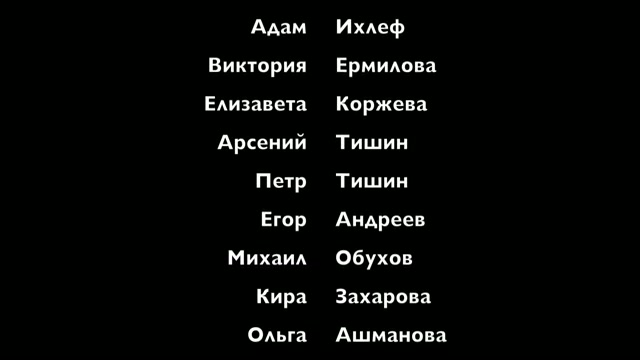 Адам Ихлеф
Виктория Ермилова
Елизавета Коржева
Арсений Тишин
Петр Тишин
Егор Андреев
Михаил Обухов
Кира Захарова
Ольга Ашманова